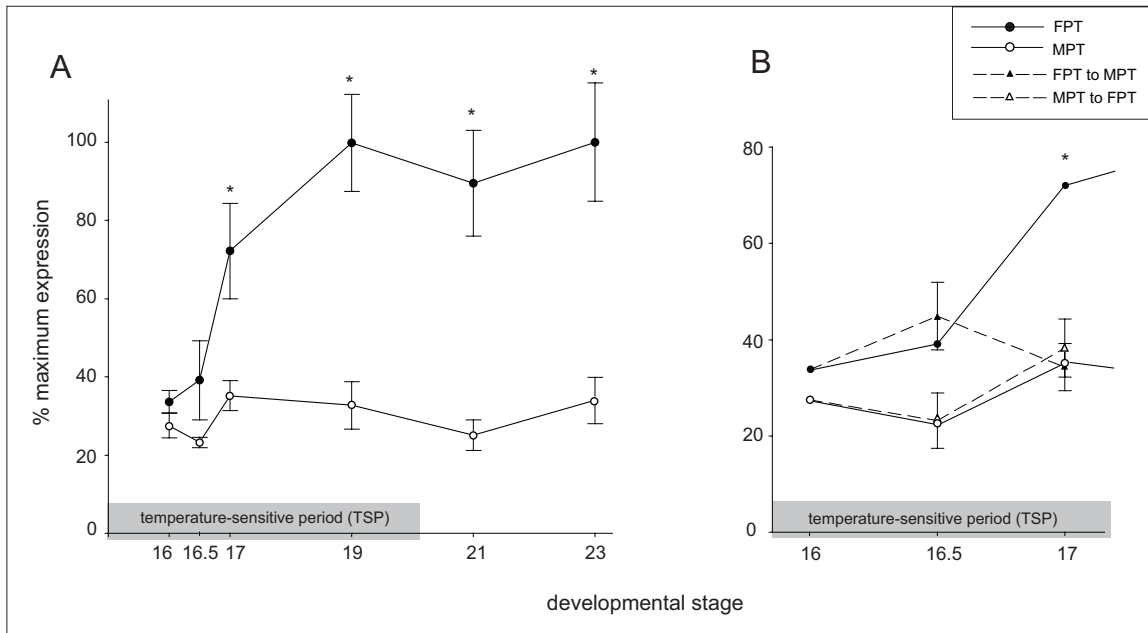 A
B
FPT
MPT
FPT to MPT
MPT to FPT
% maximum expression
100
80
60
40
20
0
* * * *
temperature-sensitive period (TSP)
16 16.5 17 19 21 23
80
60
40
20
0
*
temperature-sensitive period (TSP)
16 16.5 17
developmental stage